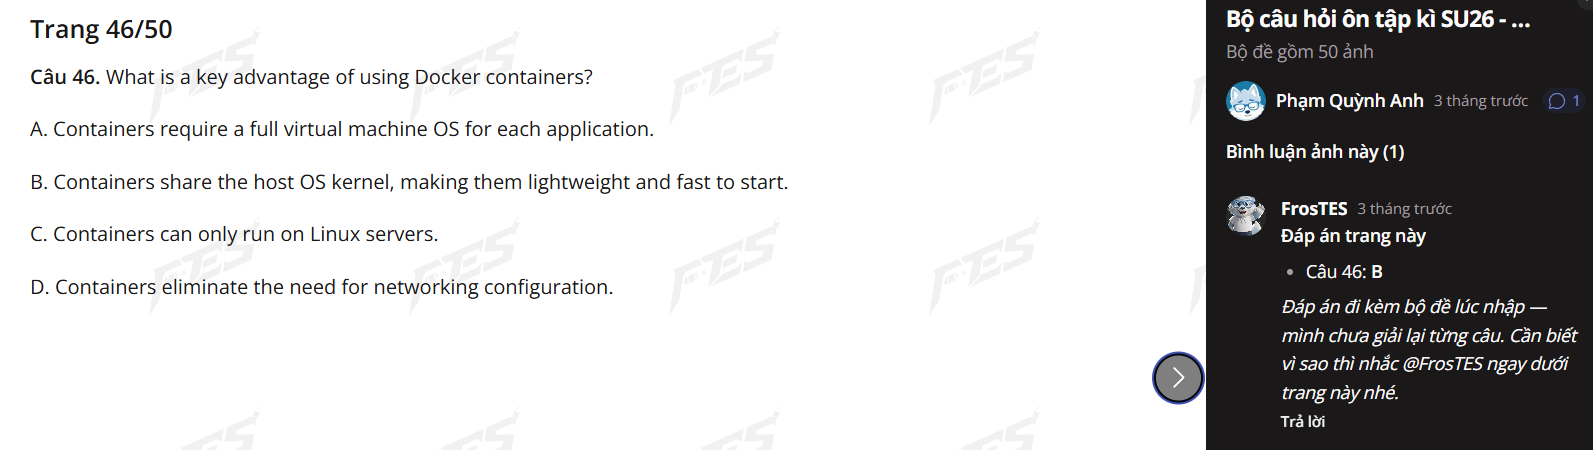 Trang 46/50
Câu 46. What is a key advantage of using Docker containers?
A. Containers require a full virtual machine OS for each application.
B. Containers share the host OS kernel, making them lightweight and fast to start.
C. Containers can only run on Linux servers.
D. Containers eliminate the need for networking configuration.
Bộ câu hỏi ôn tập kì SU26 - ...
Bộ đề gồm 50 ảnh
Phạm Quỳnh Anh 3 tháng trước 1
Bình luận ảnh này (1)
FrosTES 3 tháng trước
Đáp án trang này
• Câu 46: B
Đáp án đi kèm bộ đề lúc nhập —
mình chưa giải lại từng câu. Cần biết
vì sao thì nhắc @FrosTES ngay dưới
trang này nhé.
Trả lời